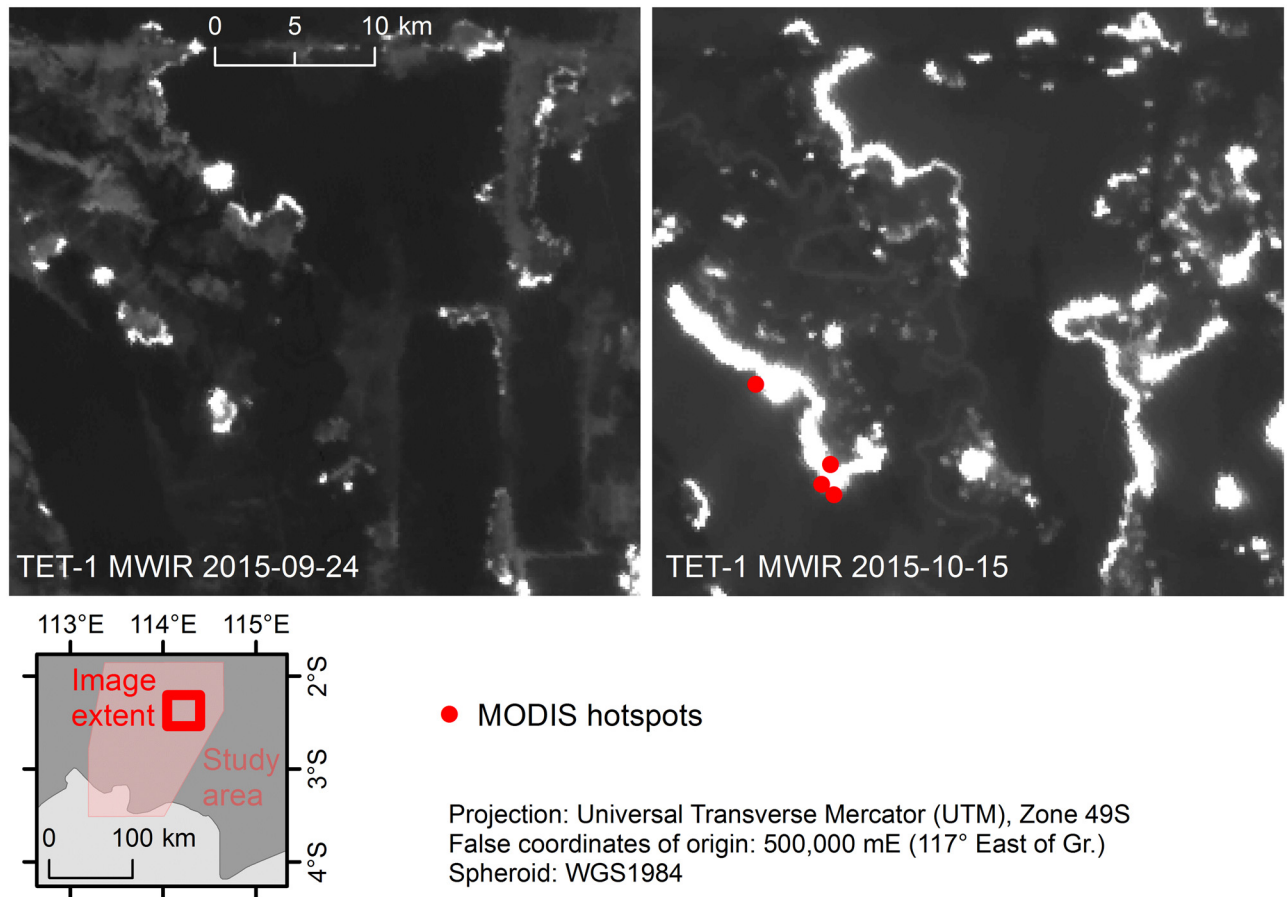 0 5 10 km
TET-1 MWIR 2015-09-24
TET-1 MWIR 2015-10-15
113°E 114°E 115°E
2°S
3°S
4°S
Image
extent
Study
area
0 100 km
MODIS hotspots
Projection: Universal Transverse Mercator (UTM), Zone 49S
False coordinates of origin: 500,000 mE (117° East of Gr.)
Spheroid: WGS1984